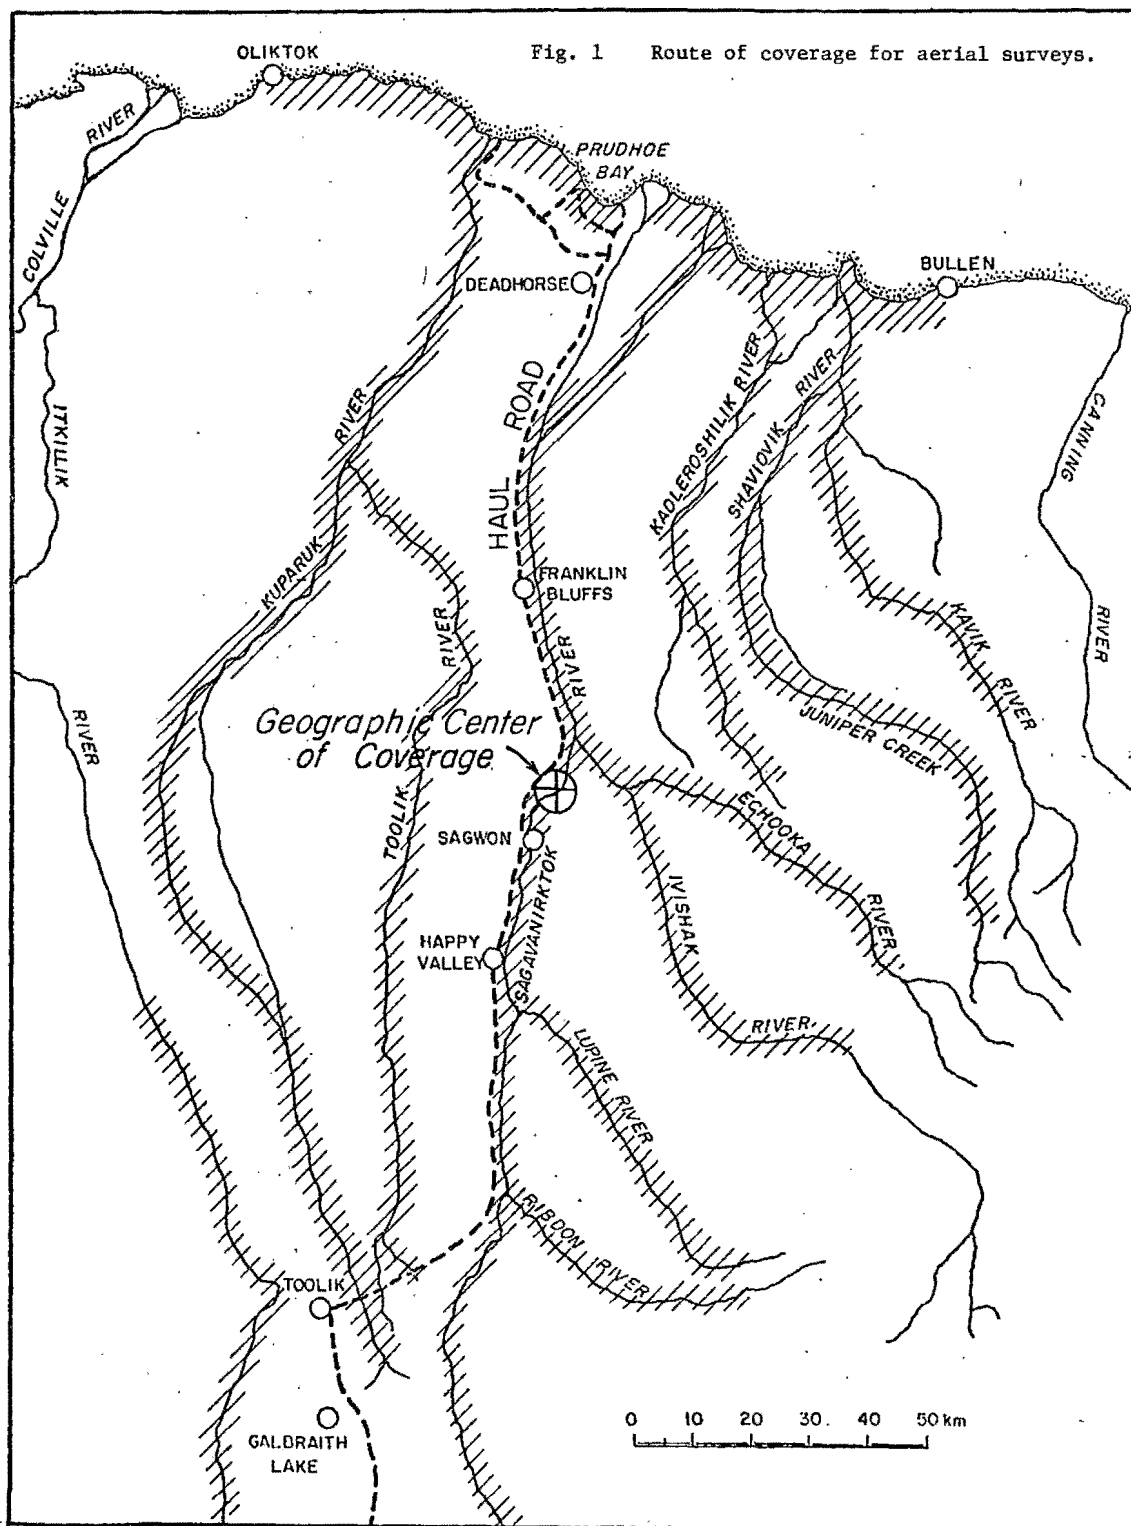 Fig. 1 Route of coverage for aerial surveys.
OLIKTOK
RIVER
COLVILLE
PRUDHOE
BAY
DEADHORSE
BULLEN
ITKILLIK
RIVER
KUPARUK
HAUL ROAD
KADLEROSHILIK RIVER
SHAVIOVIK RIVER
CANNING
RIVER
FRANKLIN
BLUFFS
RIVER
RIVER
KAVIK
RIVER
RIVER
JUNIPER CREEK
Geographic Center
of Coverage
TOOLIK
SAGWON
SAGAVANIRKTOK
ECHOOKA
RIVER
IVISHAK
RIVER
HAPPY
VALLEY
LUPINE RIVER
RIBDON RIVER
TOOLIK
GALBRAITH
LAKE
0 10 20 30 40 50 km